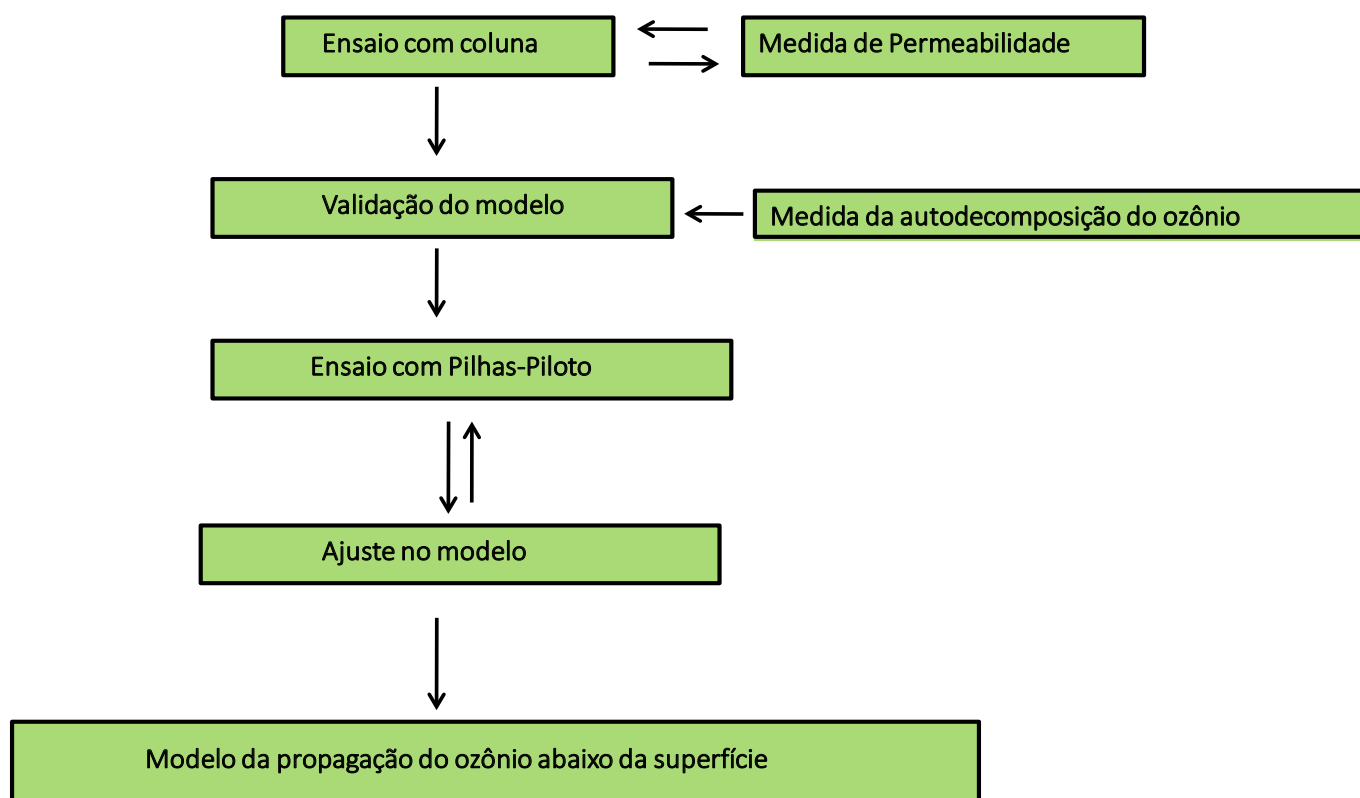 Ensaio com coluna
Medida de Permeabilidade
Validação do modelo
Medida da autodecomposição do ozônio
Ensaio com Pilhas-Piloto
Ajuste no modelo
Modelo da propagação do ozônio abaixo da superfície